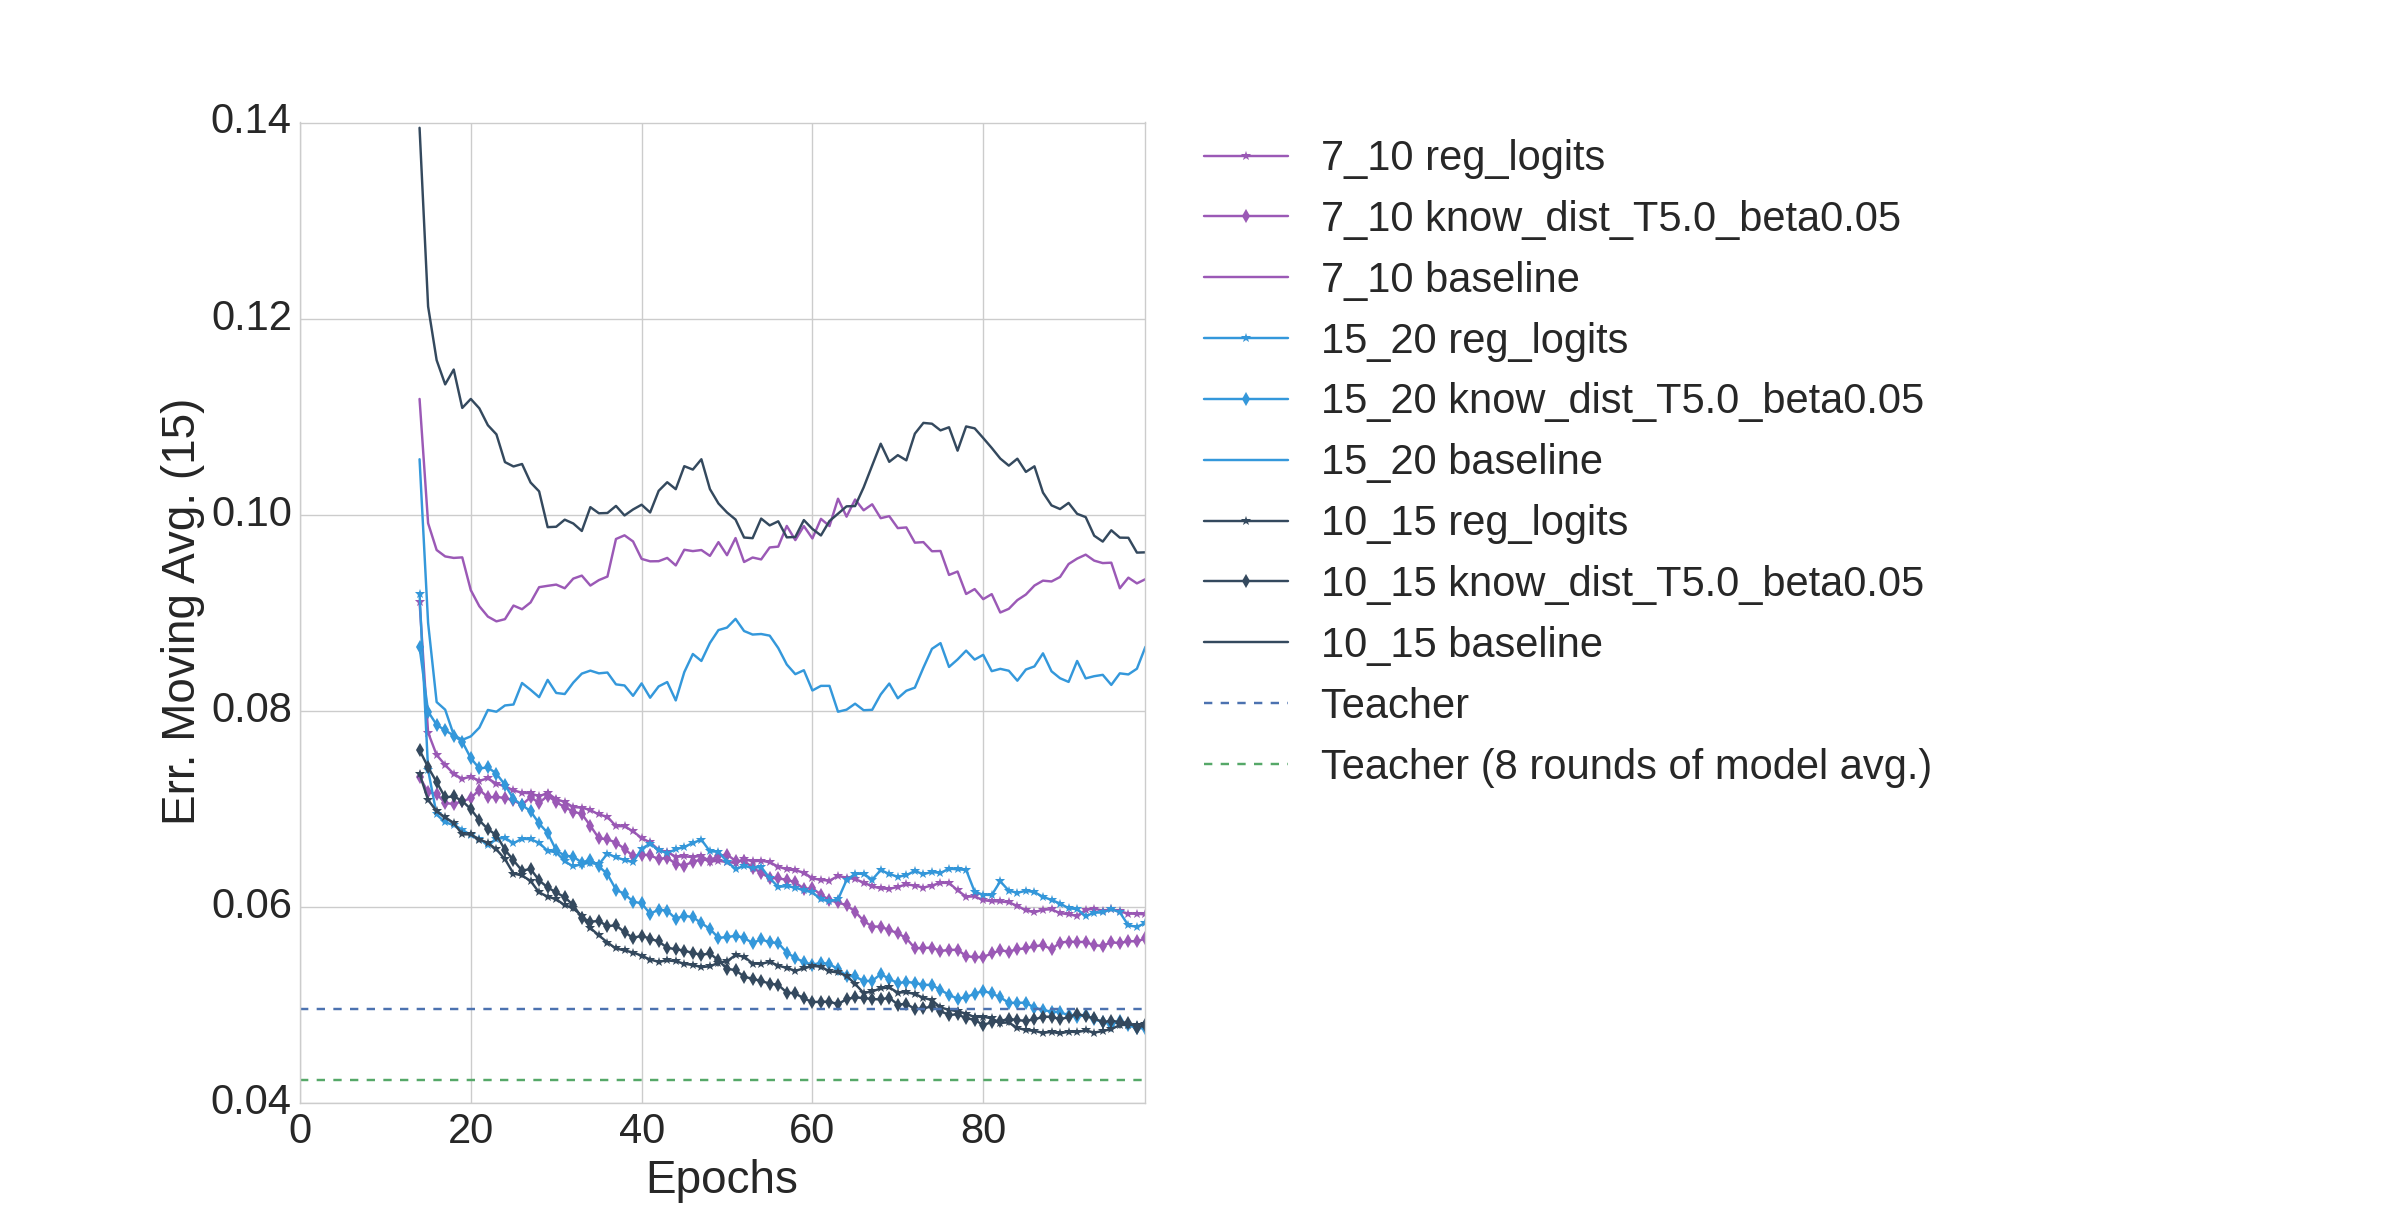 0.14
0.12
0.10
0.08
0.06
0.04
0
20
40
60
80
Epochs
Err. Moving Avg. (15)
7_10 reg_logits
7_10 know_dist_T5.0_beta0.05
7_10 baseline
15_20 reg_logits
15_20 know_dist_T5.0_beta0.05
15_20 baseline
10_15 reg_logits
10_15 know_dist_T5.0_beta0.05
10_15 baseline
Teacher
Teacher (8 rounds of model avg.)